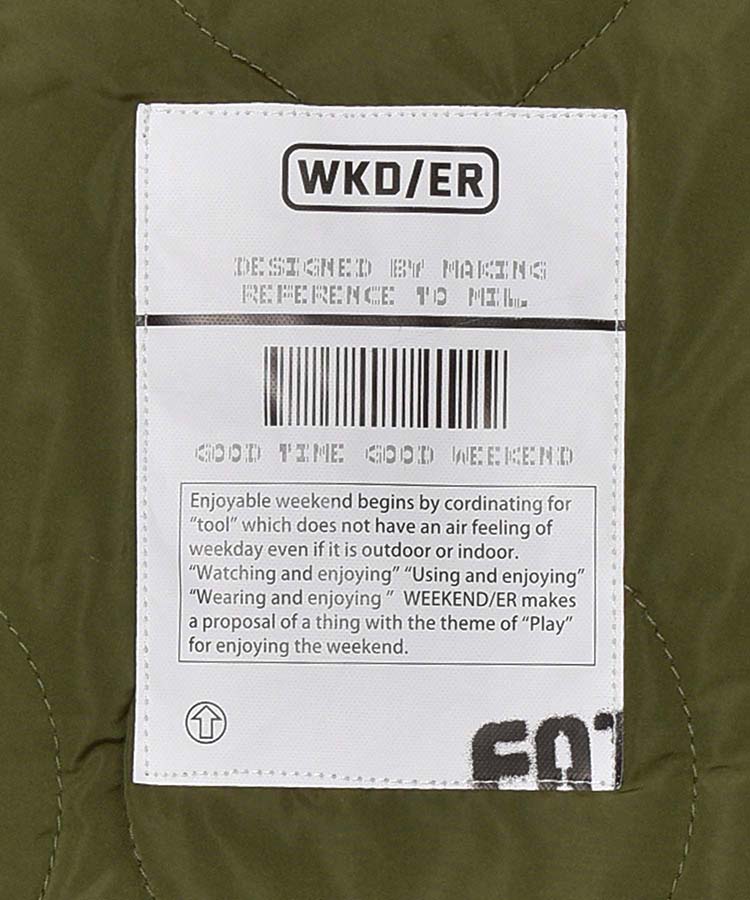 WKD/ER
DESIGNED BY MAKING
REFERENCE TO MIL.
GOOD TIME GOOD WEEKEND
Enjoyable weekend begins by cordinating for
“tool” which does not have an air feeling of
weekday even if it is outdoor or indoor.
“Watching and enjoying” “Using and enjoying”
“Wearing and enjoying ” WEEKEND/ER makes
a proposal of a thing with the theme of “Play”
for enjoying the weekend.